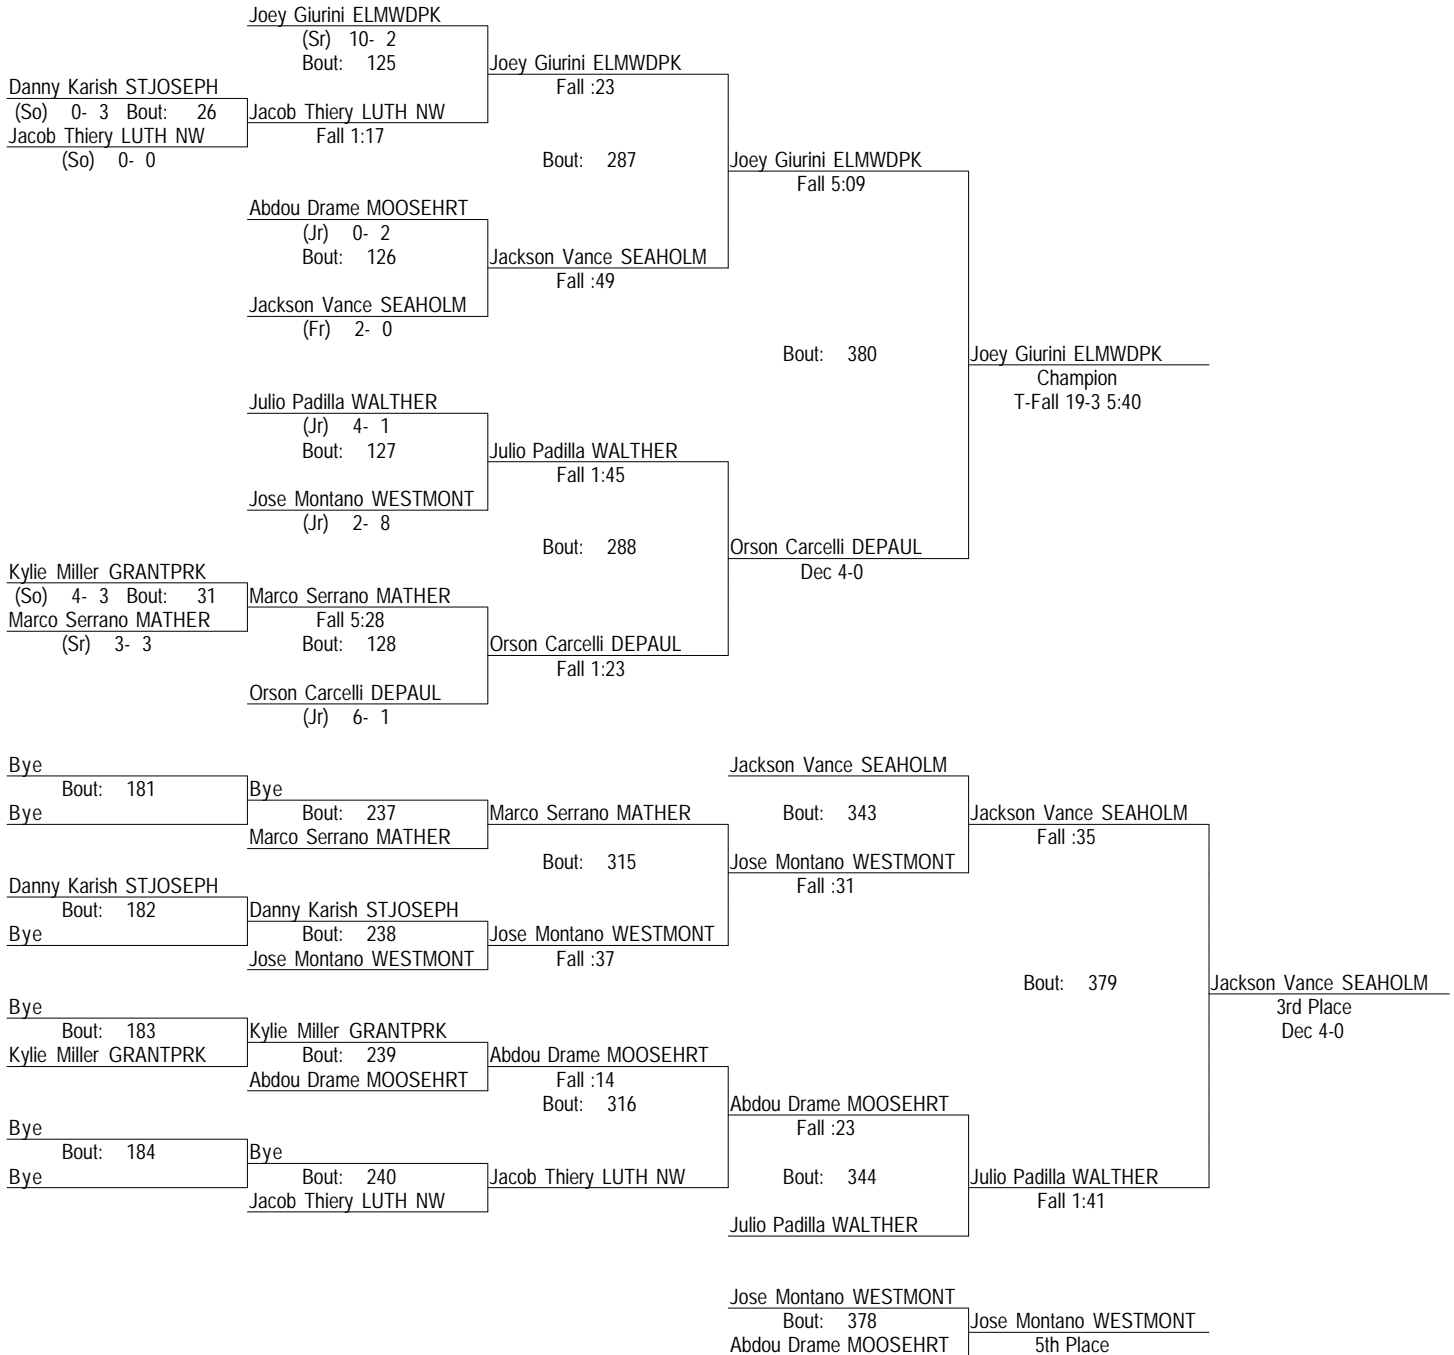 Joey Giurini ELMWDPK
(Sr) 10- 2
Bout: 125
Joey Giurini ELMWDPK
Fall :23
Danny Karish STJOSEPH
(So) 0- 3 Bout: 26
Jacob Thiery LUTH NW
Jacob Thiery LUTH NW
Fall 1:17
(So) 0- 0
Bout: 287
Joey Giurini ELMWDPK
Fall 5:09
Abdou Drame MOOSEHRT
(Jr) 0- 2
Bout: 126
Jackson Vance SEAHOLM
Fall :49
Jackson Vance SEAHOLM
(Fr) 2- 0
Bout: 380
Joey Giurini ELMWDPK
Champion
T-Fall 19-3 5:40
Julio Padilla WALTHER
(Jr) 4- 1
Bout: 127
Julio Padilla WALTHER
Fall 1:45
Jose Montano WESTMONT
(Jr) 2- 8
Bout: 288
Orson Carcelli DEPAUL
Dec 4-0
Kylie Miller GRANTPRK
(So) 4- 3 Bout: 31
Marco Serrano MATHER
Marco Serrano MATHER
Fall 5:28
(Sr) 3- 3
Bout: 128
Orson Carcelli DEPAUL
Fall 1:23
Orson Carcelli DEPAUL
(Jr) 6- 1
Bye
Bout: 181
Bye
Bye
Bout: 237
Marco Serrano MATHER
Marco Serrano MATHER
Jackson Vance SEAHOLM
Bout: 343
Jackson Vance SEAHOLM
Fall :35
Bout: 315
Jose Montano WESTMONT
Fall :31
Danny Karish STJOSEPH
Bout: 182
Bye
Danny Karish STJOSEPH
Bout: 238
Jose Montano WESTMONT
Jose Montano WESTMONT
Fall :37
Bout: 379
Jackson Vance SEAHOLM
3rd Place
Dec 4-0
Bye
Bout: 183
Kylie Miller GRANTPRK
Kylie Miller GRANTPRK
Bout: 239
Abdou Drame MOOSEHRT
Abdou Drame MOOSEHRT
Fall :14
Bout: 316
Abdou Drame MOOSEHRT
Fall :23
Bye
Bout: 184
Bye
Bye
Bout: 240
Jacob Thiery LUTH NW
Jacob Thiery LUTH NW
Bout: 344
Julio Padilla WALTHER
Fall 1:41
Julio Padilla WALTHER
Jose Montano WESTMONT
Bout: 378
Abdou Drame MOOSEHRT
Jose Montano WESTMONT
5th Place